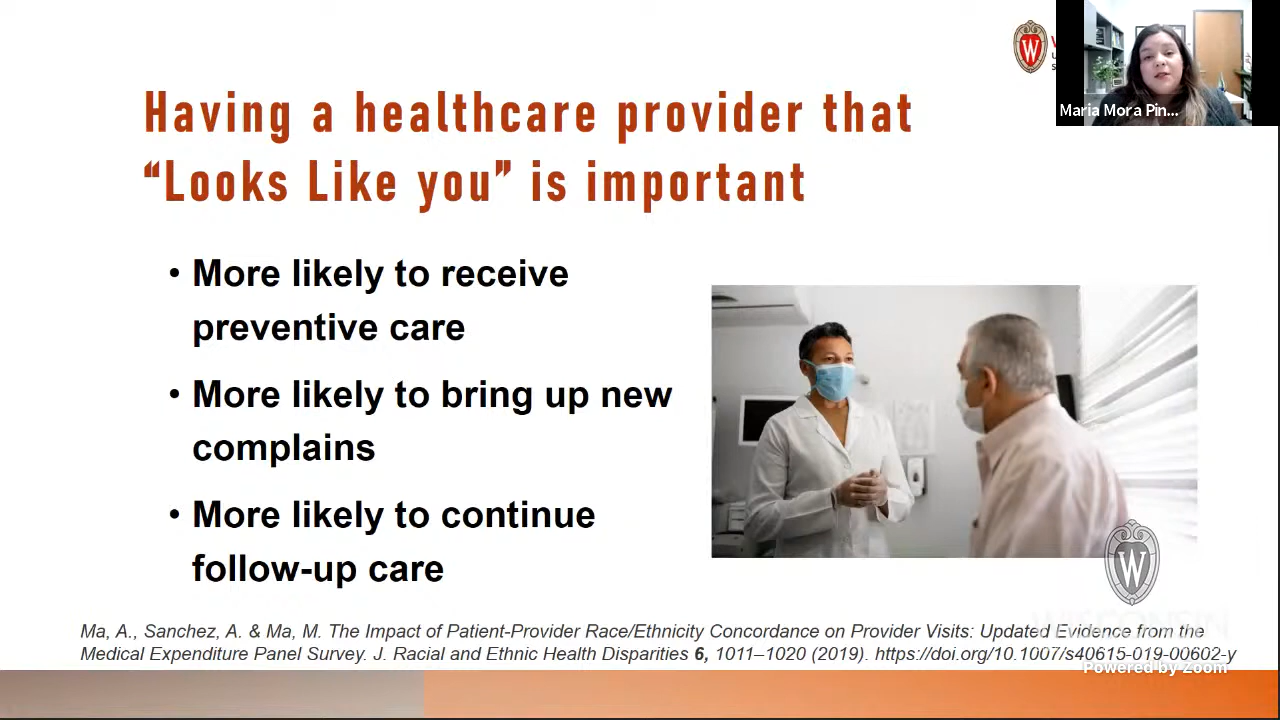 Having a healthcare provider that
“Looks Like you” is important
W
Maria Mora Pin...
• More likely to receive
preventive care
• More likely to bring up new
complains
• More likely to continue
follow-up care
W
WISCONSIN
Ma, A., Sanchez, A. & Ma, M. The Impact of Patient-Provider Race/Ethnicity Concordance on Provider Visits: Updated Evidence from the
Medical Expenditure Panel Survey. J. Racial and Ethnic Health Disparities 6, 1011–1020 (2019). https://doi.org/10.1007/s40615-019-00602-y
Powered by Zoom